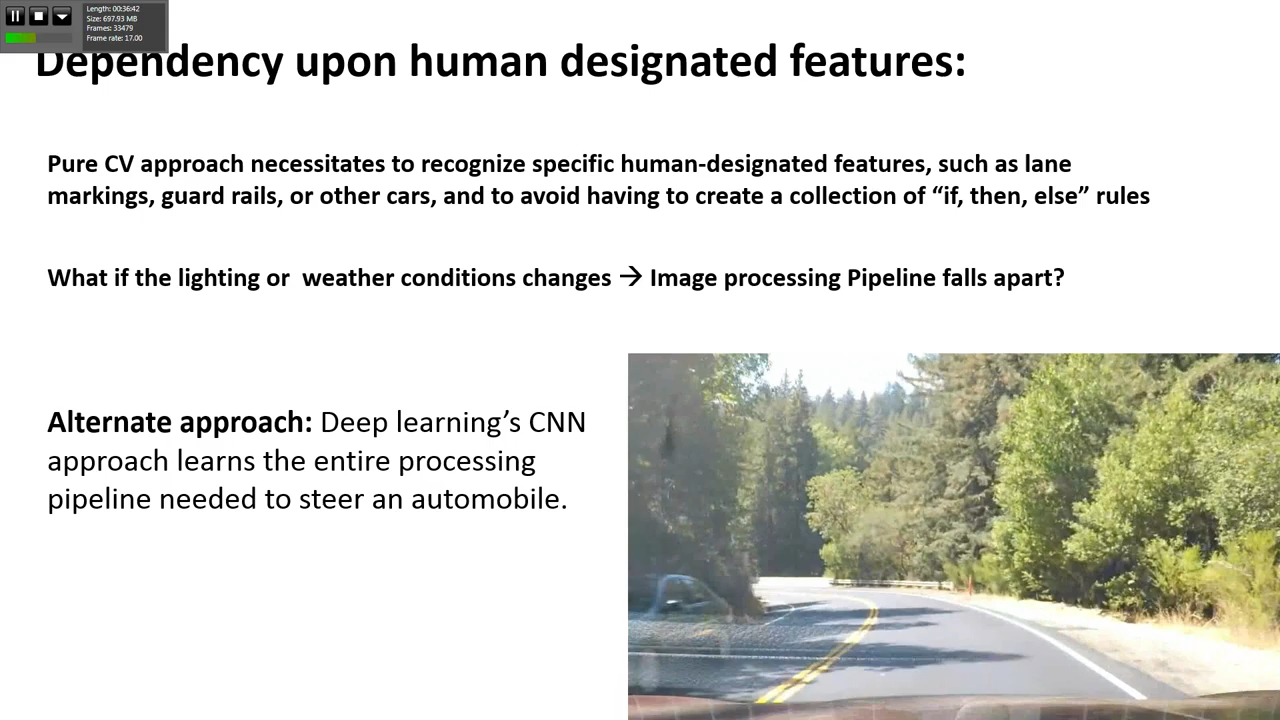 Length: 00:36:42
Size: 697.93 MB
Frames: 33479
Frame rate: 17.00
Dependency upon human designated features:
Pure CV approach necessitates to recognize specific human-designated features, such as lane
markings, guard rails, or other cars, and to avoid having to create a collection of “if, then, else” rules
What if the lighting or  weather conditions changes → Image processing Pipeline falls apart?
Alternate approach: Deep learning’s CNN
approach learns the entire processing
pipeline needed to steer an automobile.